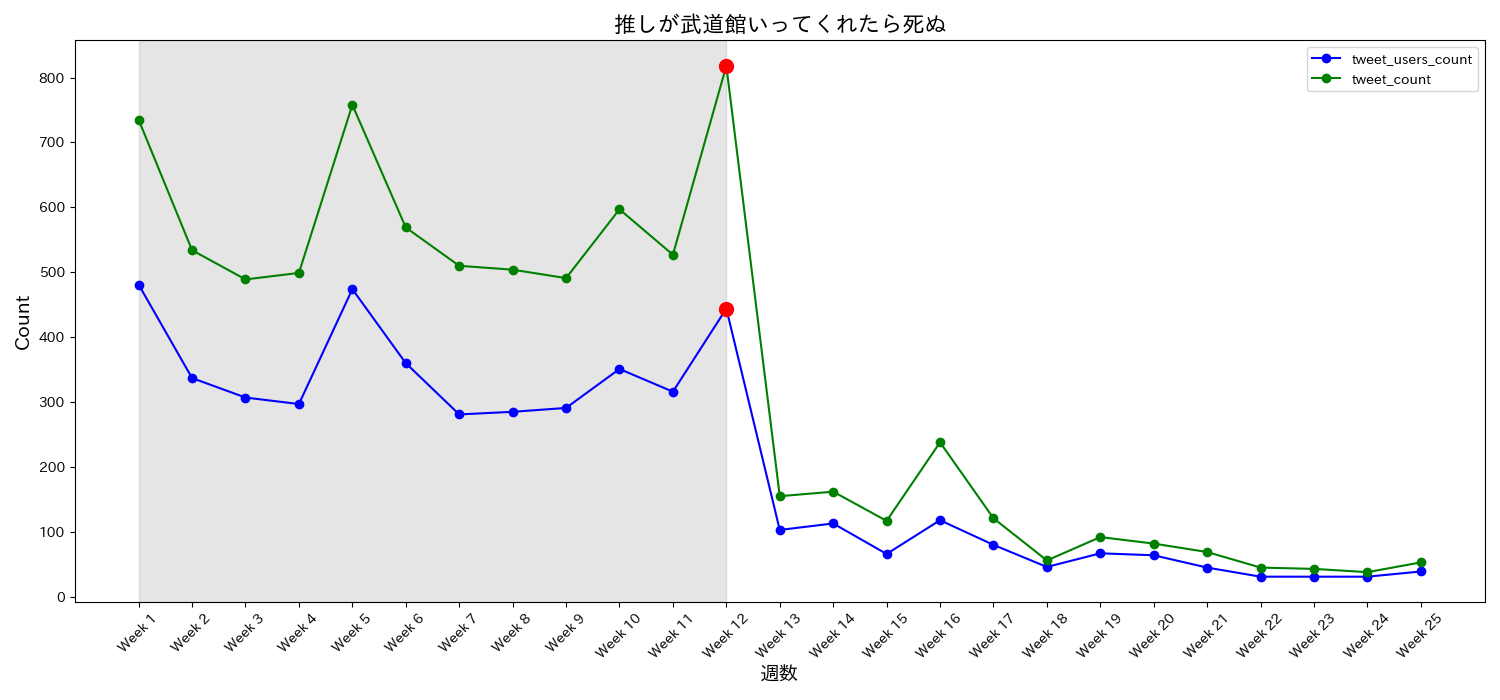 推しが武道館いってくれたら死ぬ
tweet_users_count
tweet_count
Count
800
700
600
500
400
300
200
100
0
Week 1
Week 2
Week 3
Week 4
Week 5
Week 6
Week 7
Week 8
Week 9
Week 10
Week 11
Week 12
Week 13
Week 14
Week 15
Week 16
Week 17
Week 18
Week 19
Week 20
Week 21
Week 22
Week 23
Week 24
Week 25
週数